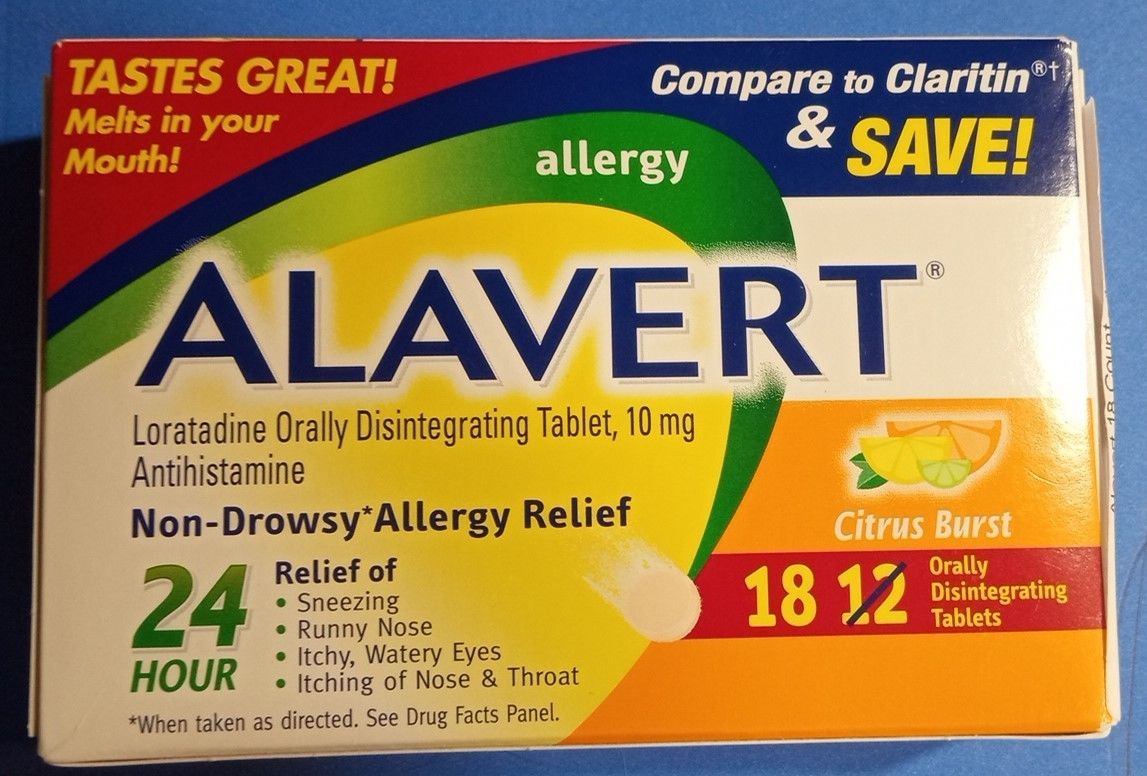 TASTES GREAT!
Melts in your
Mouth!
Compare to Claritin®†
& SAVE!
allergy
ALAVERT®
Loratadine Orally Disintegrating Tablet, 10 mg
Antihistamine
Non-Drowsy* Allergy Relief
24
HOUR
Relief of
• Sneezing
• Runny Nose
• Itchy, Watery Eyes
• Itching of Nose & Throat
*When taken as directed. See Drug Facts Panel.
Citrus Burst
18 12
Orally
Disintegrating
Tablets
18 Count